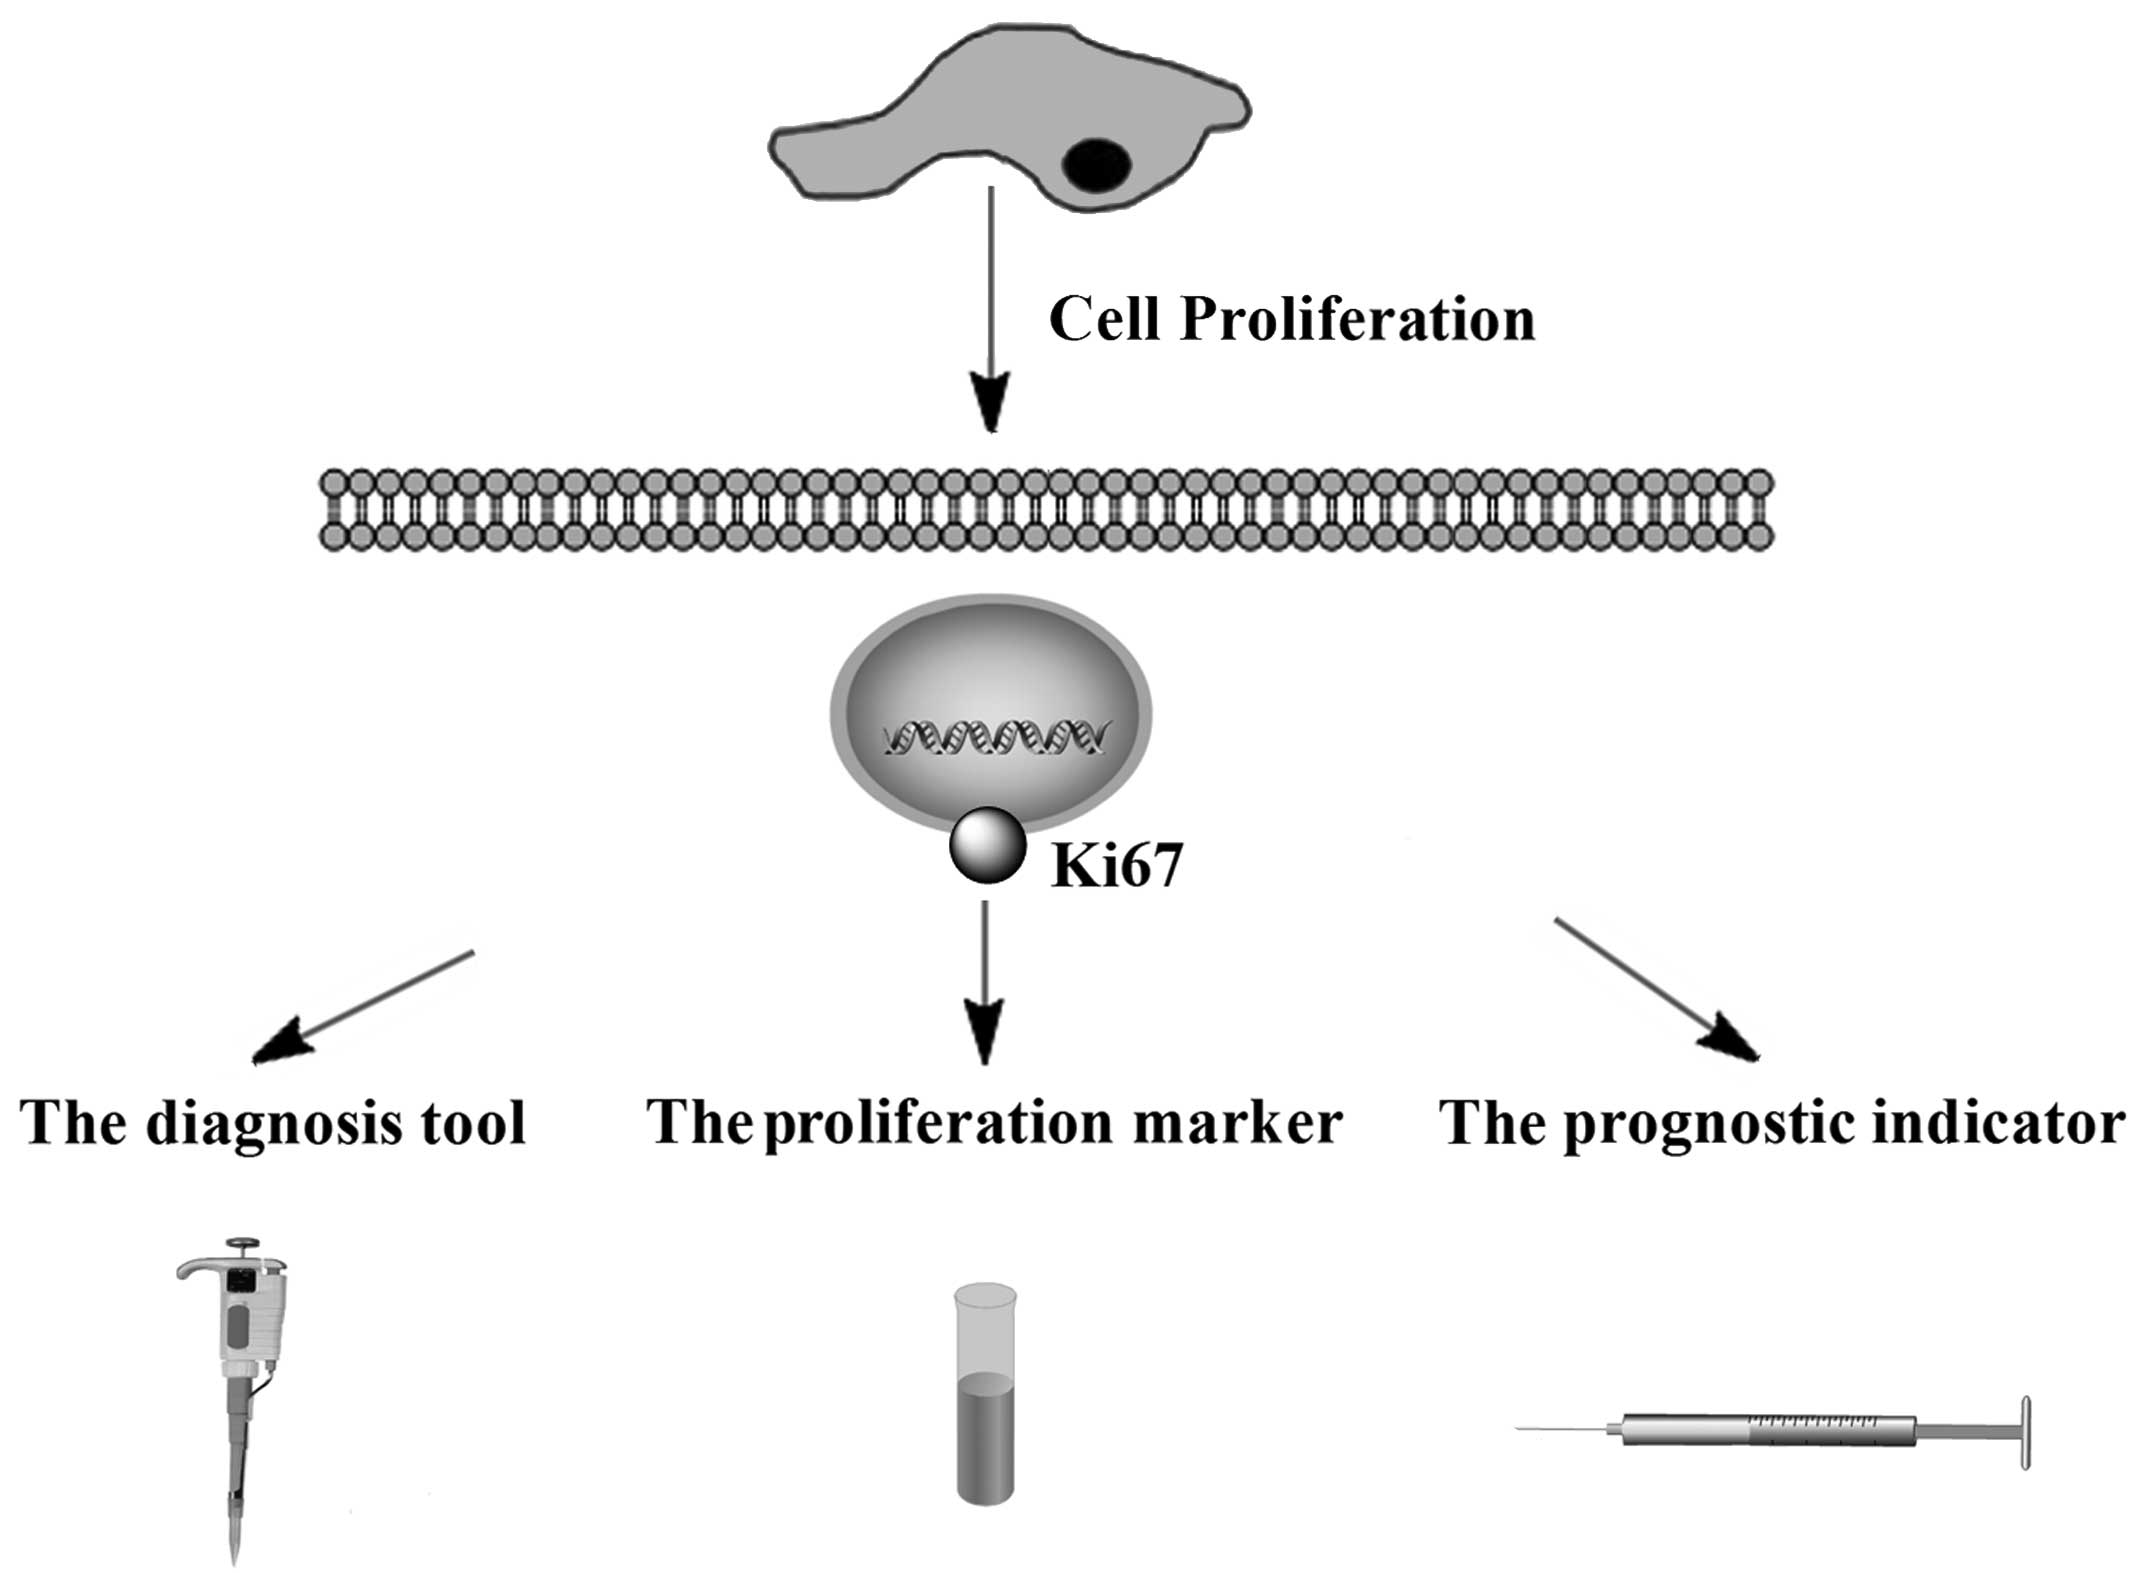 Cell Proliferation
Ki67
The diagnosis tool
The proliferation marker
The prognostic indicator